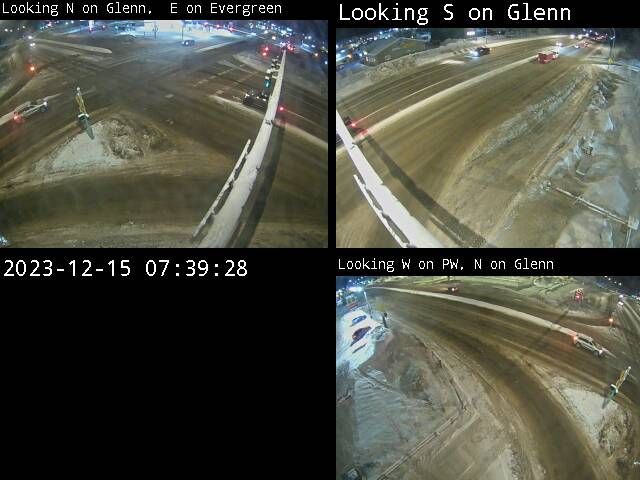 Looking N on Glenn, E on Evergreen
Looking S on Glenn
2023-12-15 07:39:28
Looking W on PW, N on Glenn